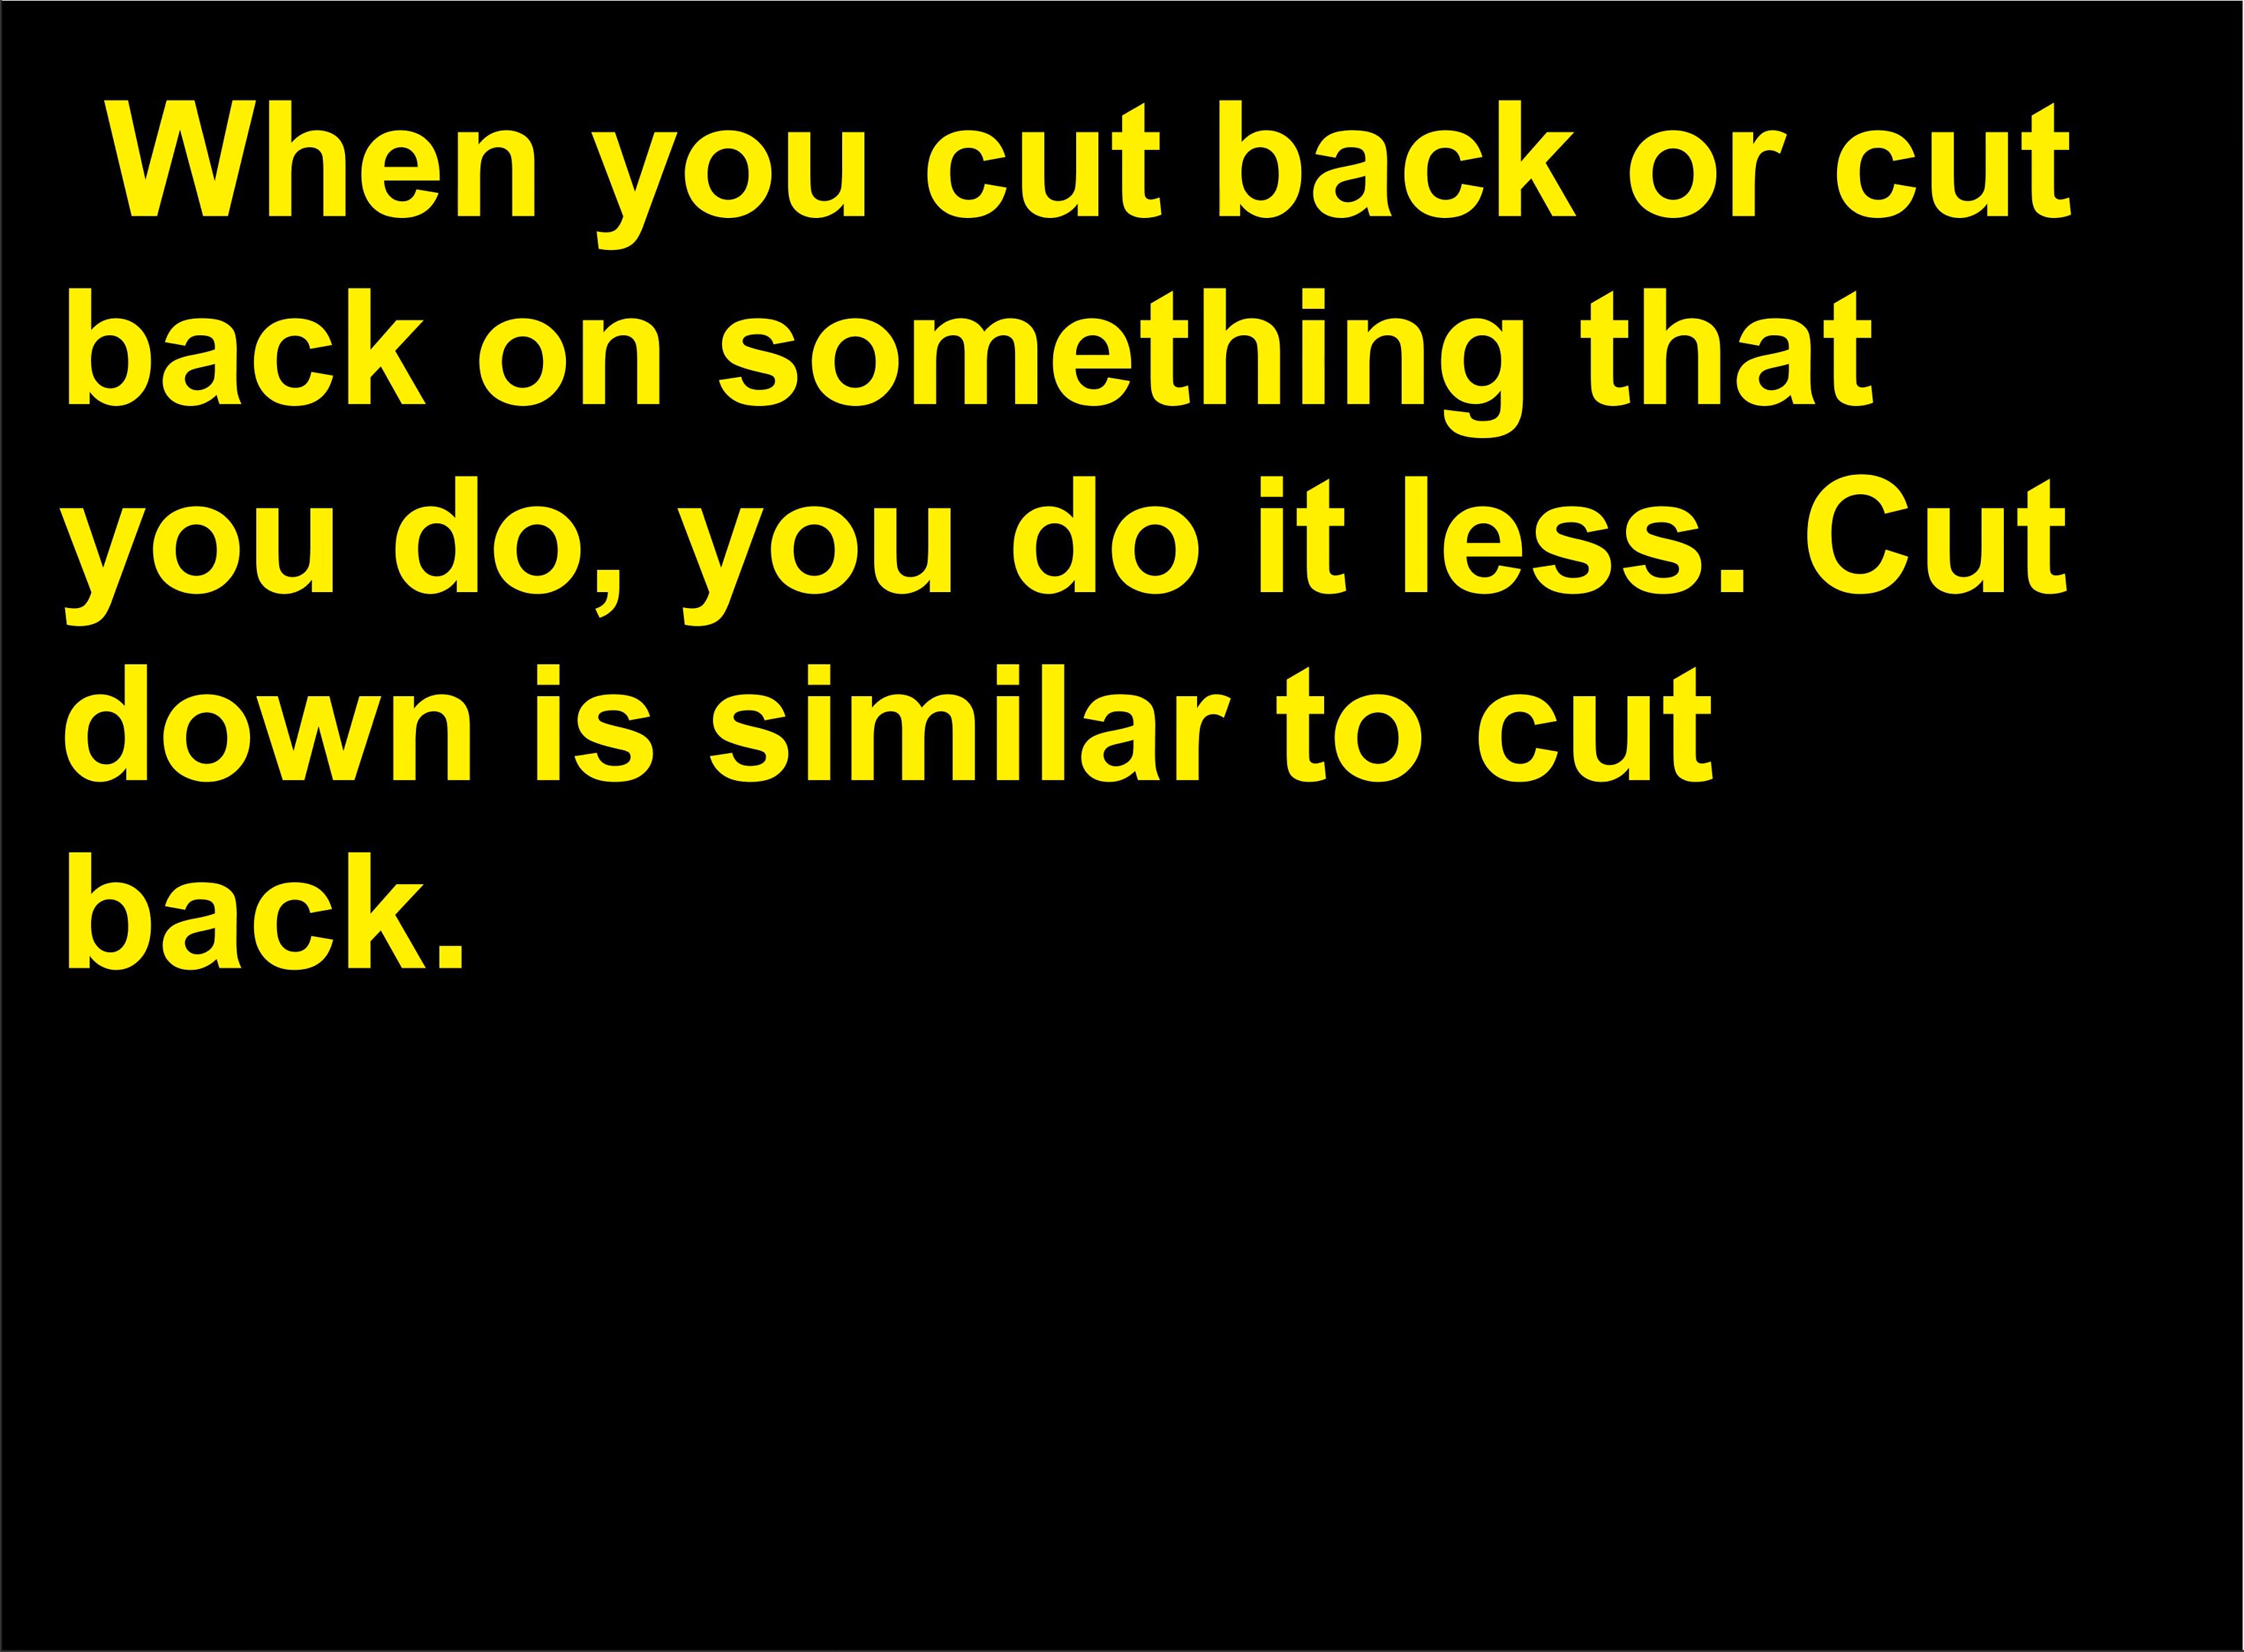 When you cut back or cut
back on something that
you do, you do it less. Cut
down is similar to cut
back.